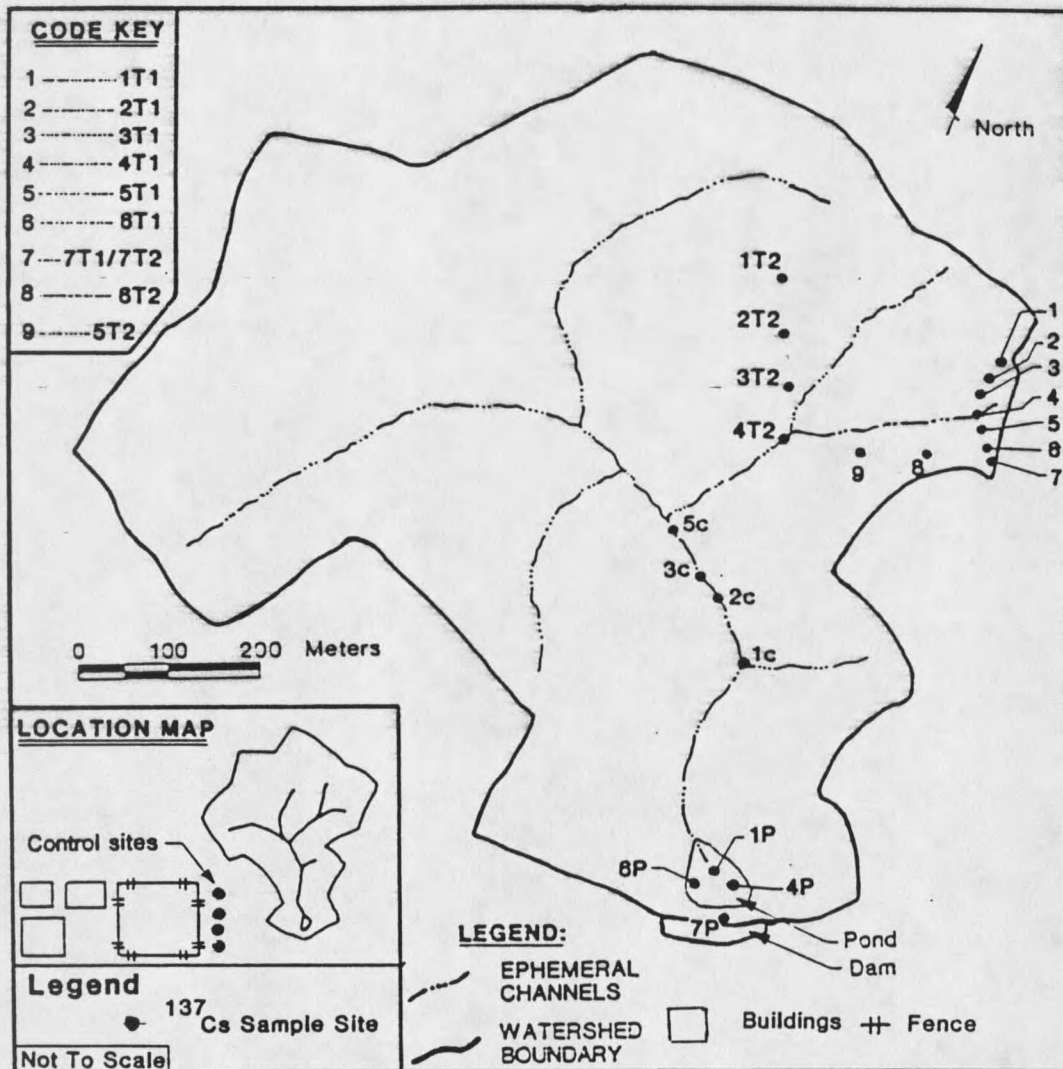 CODE KEY
1 ---------- 1T1
2 ---------- 2T1
3 ---------- 3T1
4 ---------- 4T1
5 ---------- 5T1
6 ---------- 6T1
7 ---7T1/7T2
8 ---------- 6T2
9 ---------- 5T2
North
1T2
2T2
3T2
4T2
1
2
3
4
5
6
7
9
8
5c
3c
2c
1c
0 100 200 Meters
LOCATION MAP
Control sites
1P
8P
4P
7P
Pond
Dam
Legend
137
Cs Sample Site
Not To Scale
LEGEND:
EPHEMERAL
CHANNELS
WATERSHED
BOUNDARY
Buildings
Fence